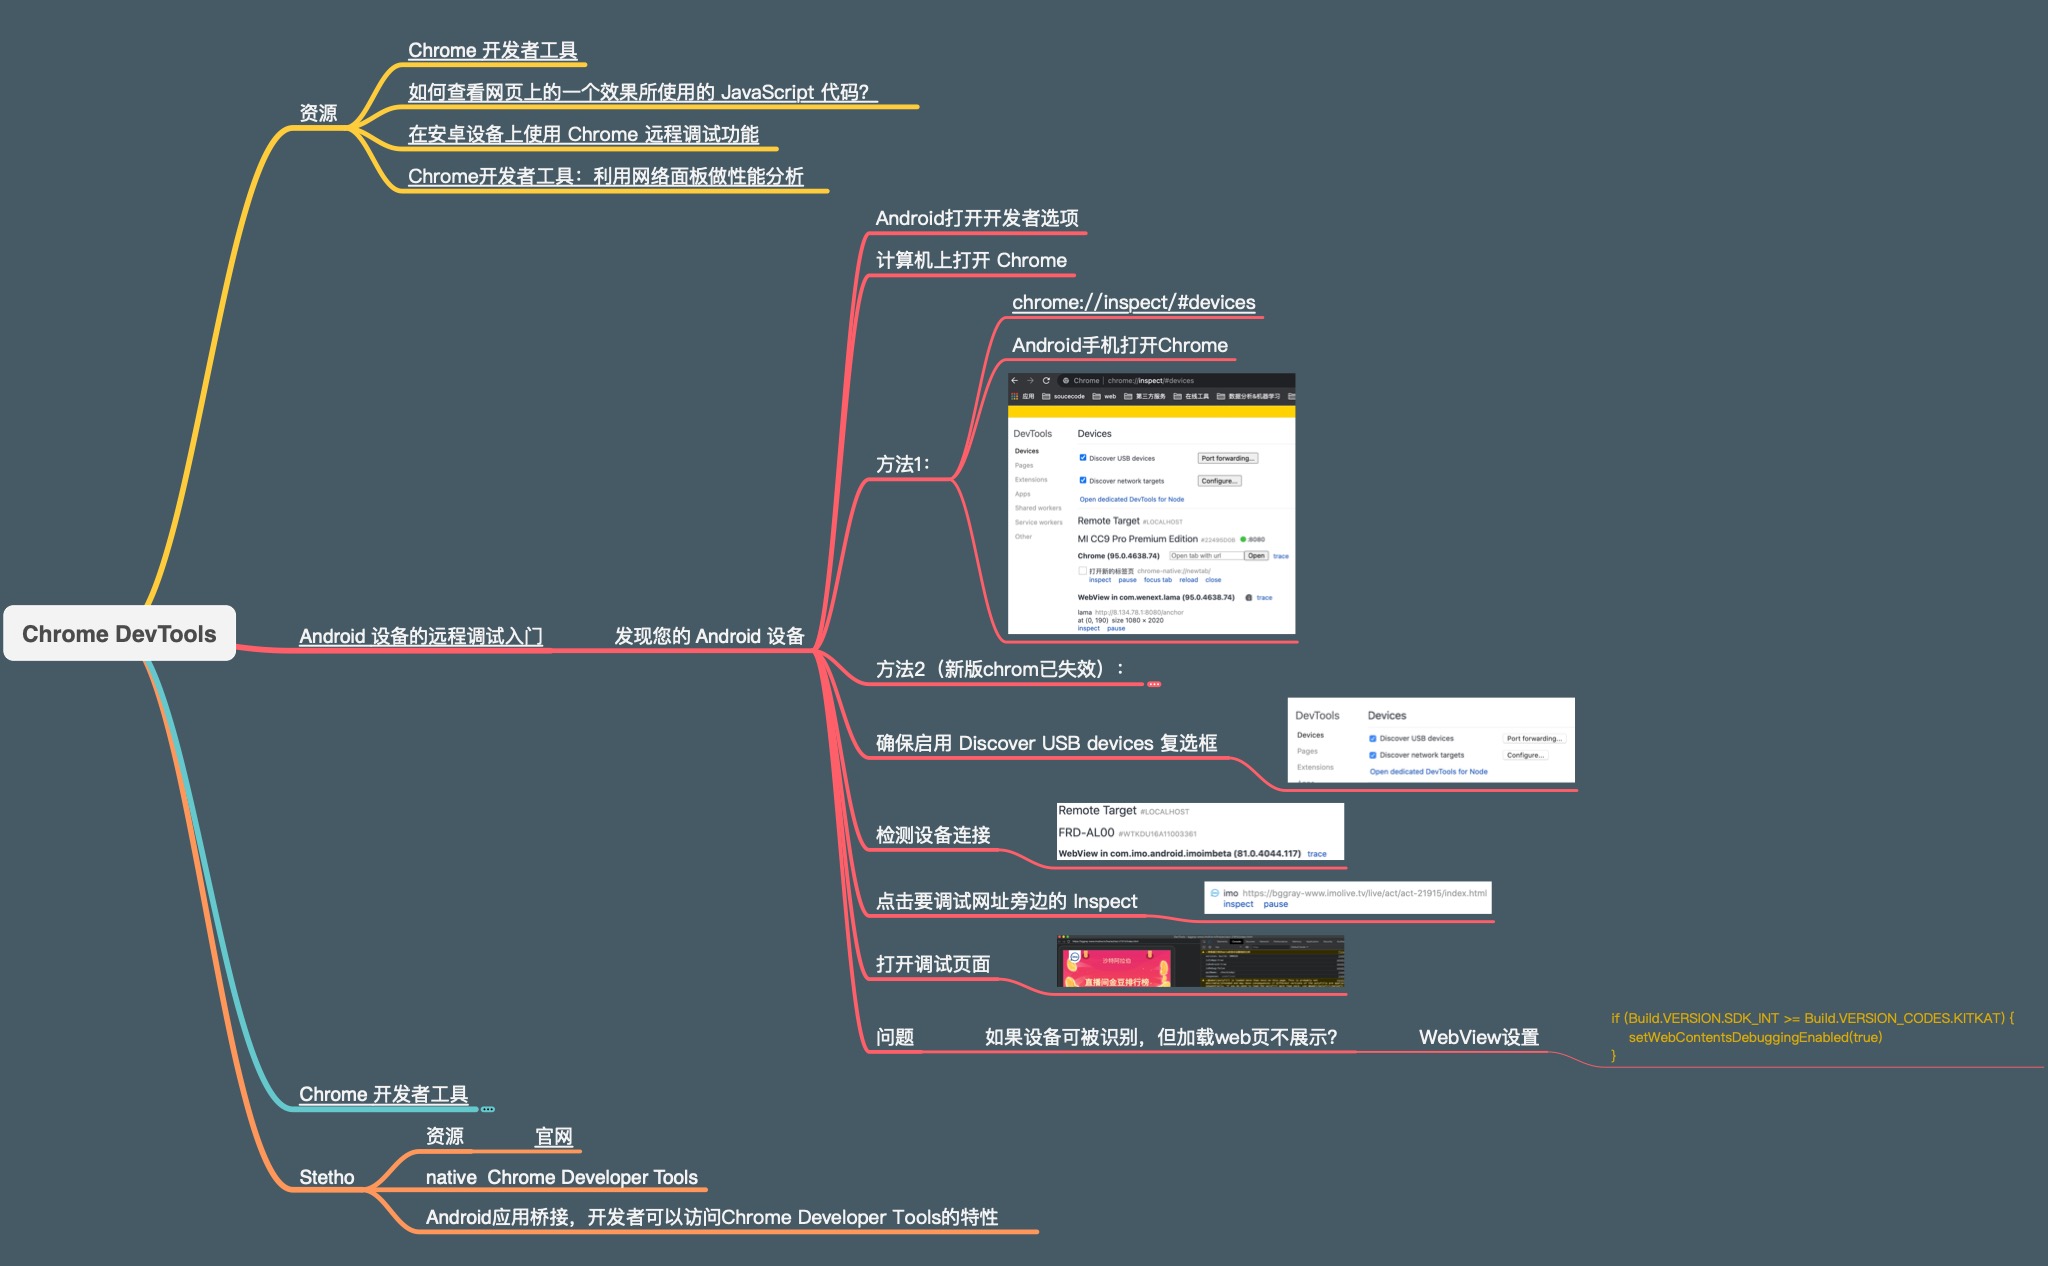 Chrome 开发者工具
如何查看网页上的一个效果所使用的 JavaScript 代码？
资源
在安卓设备上使用 Chrome 远程调试功能
Chrome开发者工具：利用网络面板做性能分析
Chrome DevTools
Android 设备的远程调试入门
发现您的 Android 设备
Android打开开发者选项
计算机上打开 Chrome
方法1：
chrome://inspect/#devices
Android手机打开Chrome
Chrome | chrome://inspect/#devices
应用 soucecode web 第三方服务 在线工具 数据分析&机器学习
DevTools Devices
Devices
Discover USB devices Port forwarding...
Pages
Extensions
Discover network targets Configure...
Apps
Open dedicated DevTools for Node
Shared workers
Service workers
Remote Target #LOCALHOST
Other
MI CC9 Pro Premium Edition
Chrome (95.0.4638.74) Open tab with url Open trace
打开新的标签页 chrome-native://newtab/
inspect pause focus tab reload close
WebView in com.wenext.lama (95.0.4638.74) trace
lama http://8.134.78.1:8080/anchor
at (0, 190) size 1080 × 2020
inspect pause
方法2（新版chrom已失效）：
确保启用 Discover USB devices 复选框
DevTools Devices
Devices Discover USB devices Port forwarding...
Pages Discover network targets Configure...
Extensions Open dedicated DevTools for Node
检测设备连接
Remote Target #LOCALHOST
FRD-AL00 #WTKDU16A11003361
WebView in com.imo.android.imoimbeta (81.0.4044.117) trace
点击要调试网址旁边的 Inspect
imo https://bggray-www.imolive.tv/live/act/act-21915/index.html
inspect pause
打开调试页面
沙特阿拉伯
直播间金豆排行榜
问题
如果设备可被识别，但加载web页不展示？
WebView设置
if (Build.VERSION.SDK_INT >= Build.VERSION_CODES.KITKAT) {
setWebContentsDebuggingEnabled(true)
}
Chrome 开发者工具
Stetho
资源
官网
native  Chrome Developer Tools
Android应用桥接，开发者可以访问Chrome Developer Tools的特性